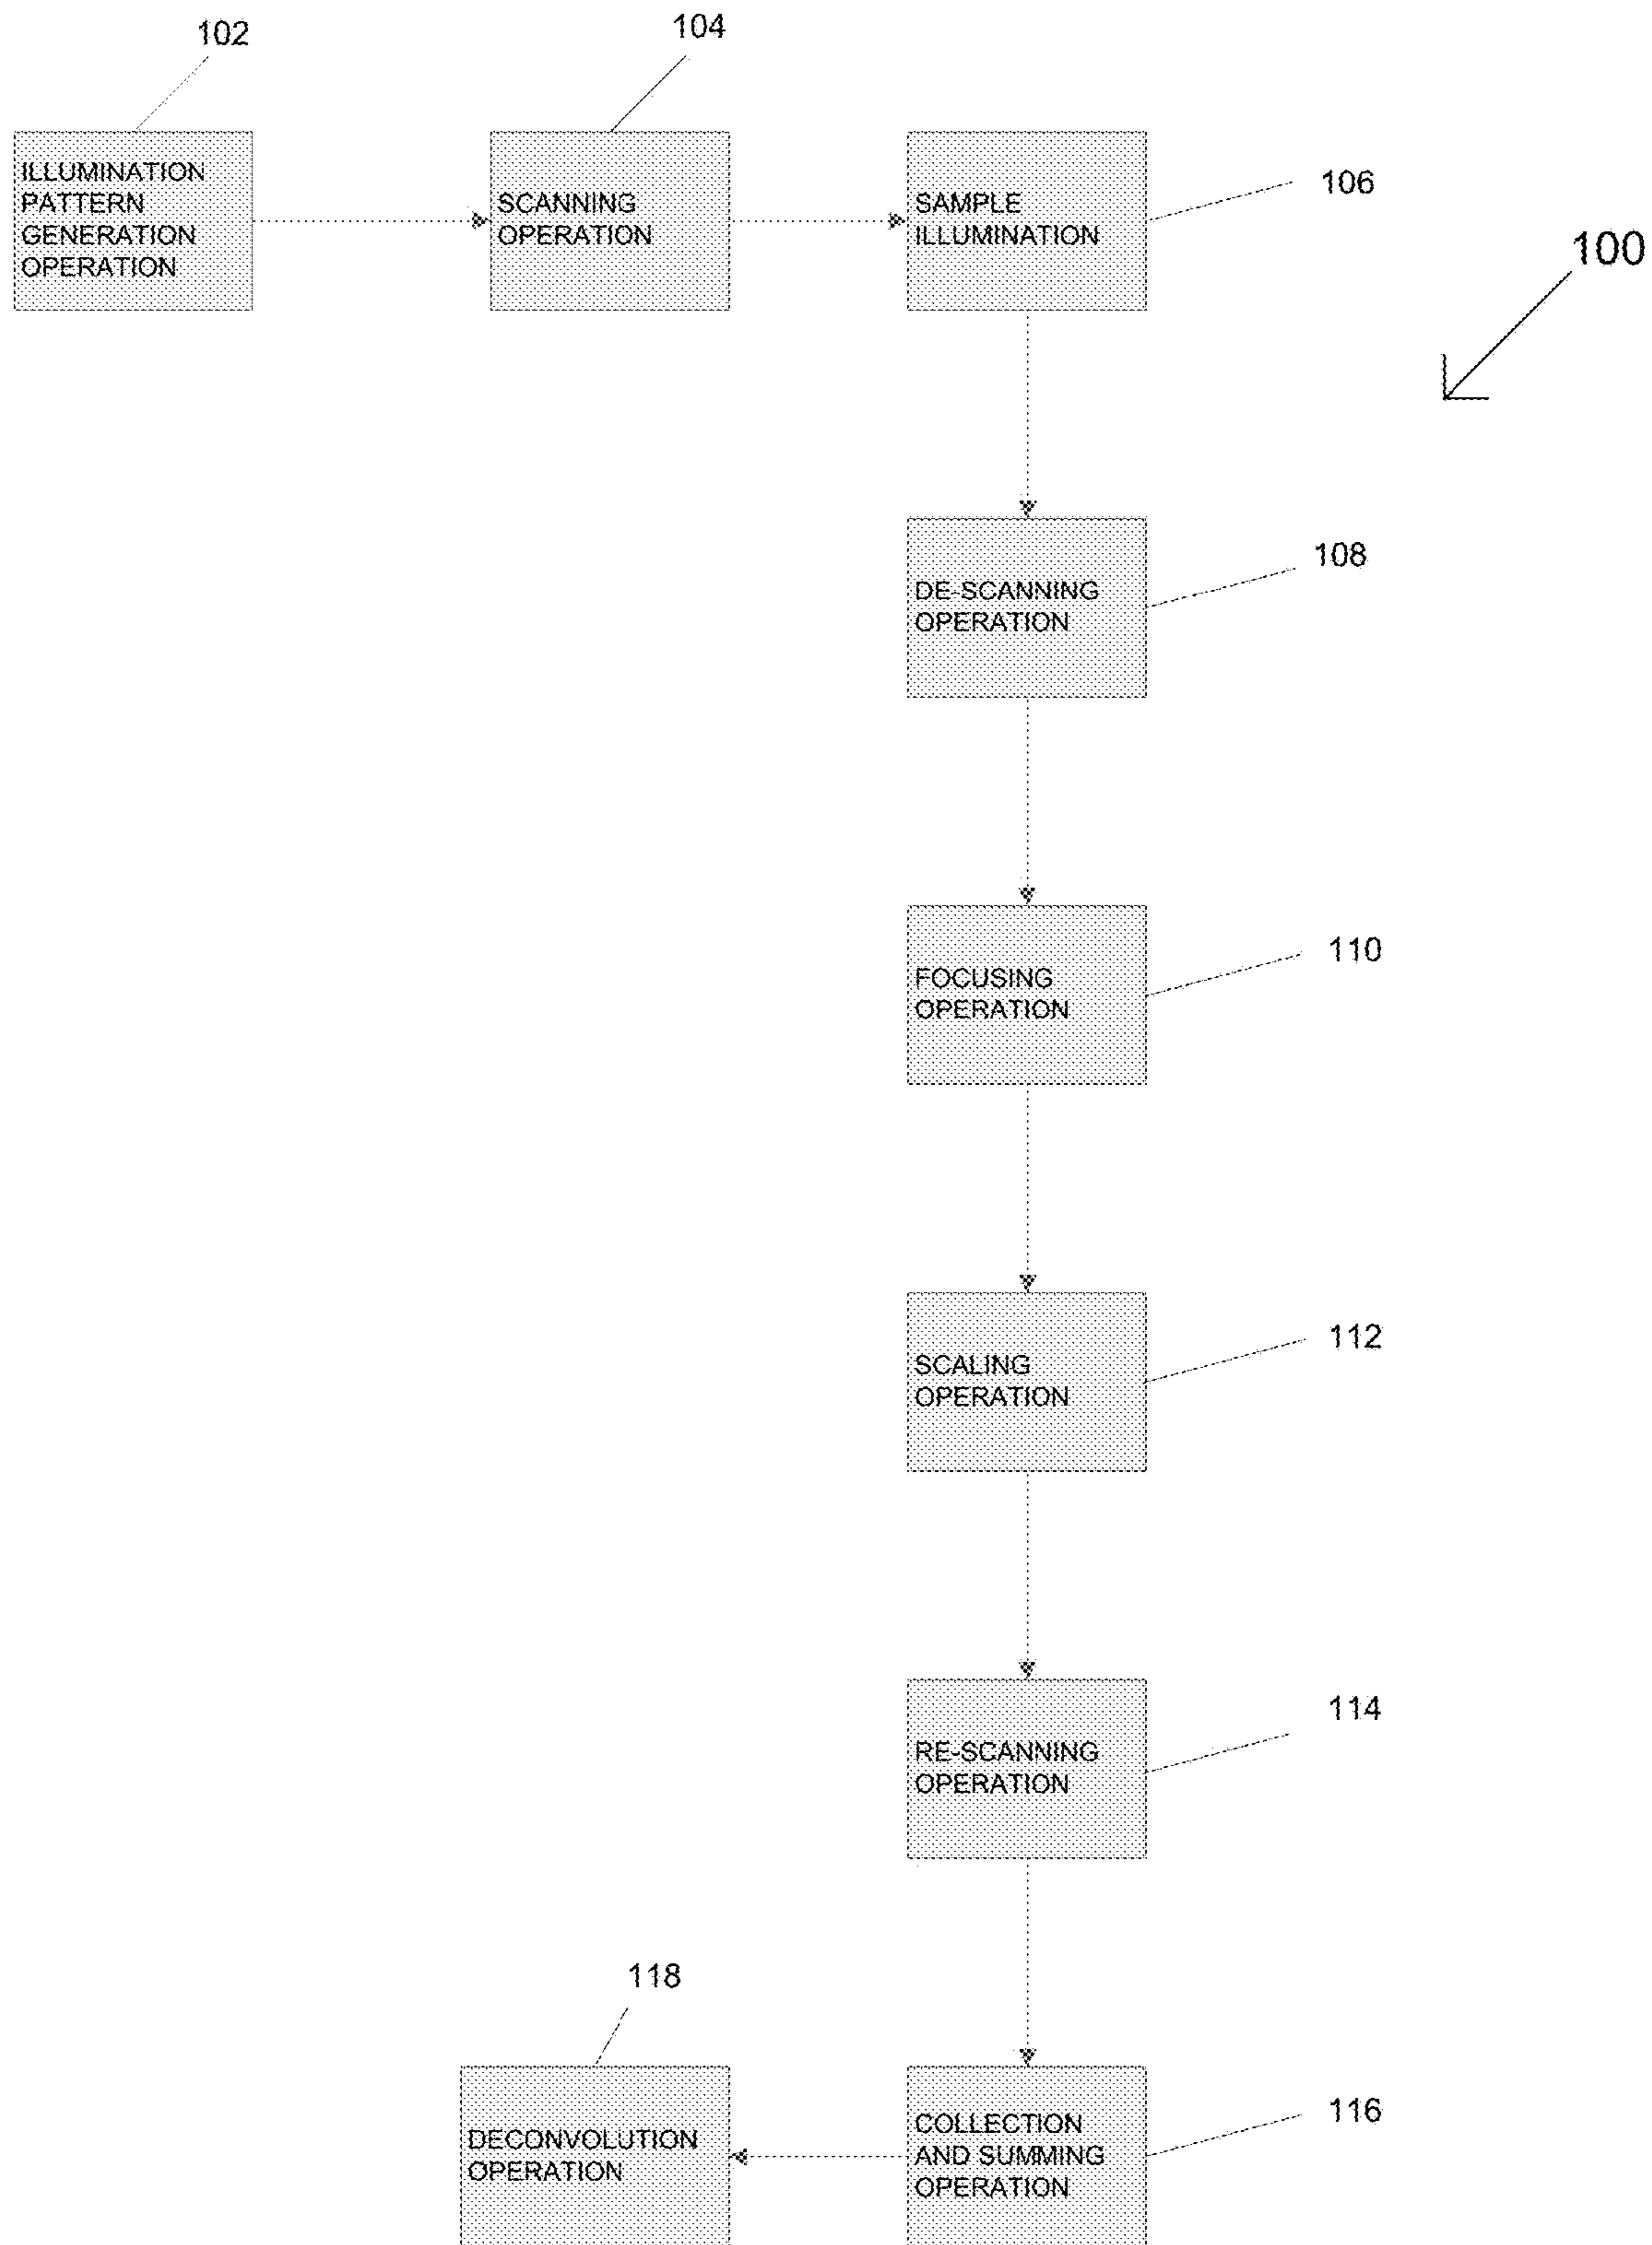 102
104
ILLUMINATION
PATTERN
GENERATION
OPERATION
SCANNING
OPERATION
SAMPLE
ILLUMINATION
106
100
DE-SCANNING
OPERATION
108
FOCUSING
OPERATION
110
SCALING
OPERATION
112
RE-SCANNING
OPERATION
114
COLLECTION
AND SUMMING
OPERATION
116
118
DECONVOLUTION
OPERATION